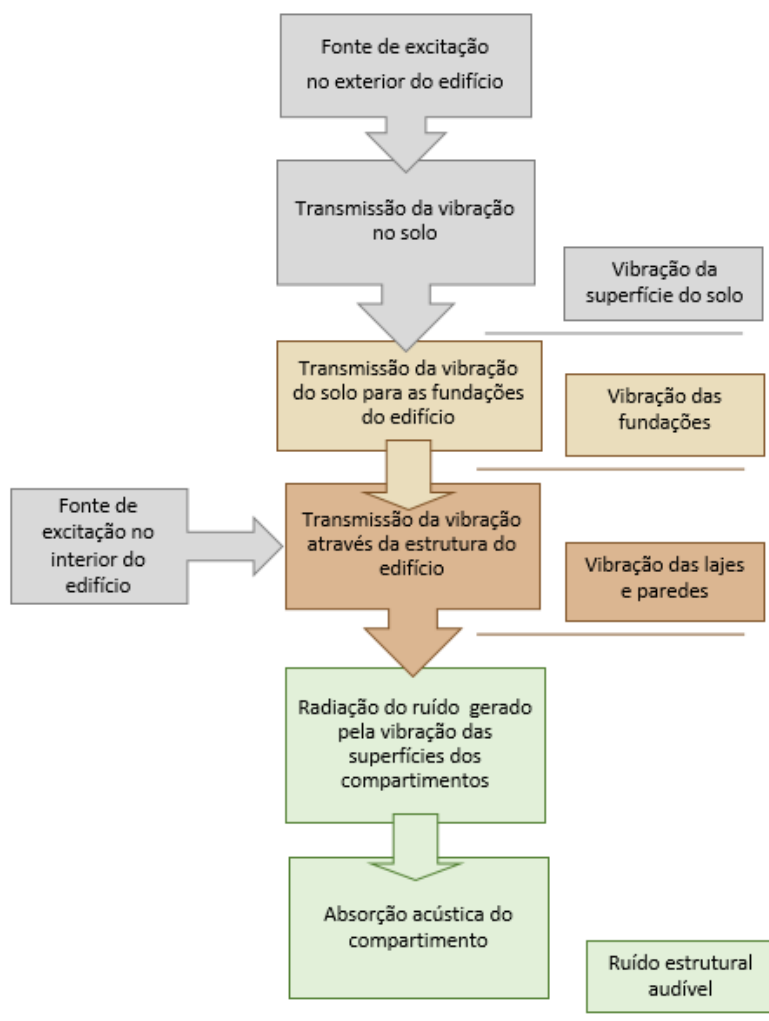 Fonte de excitação
no exterior do edifício
Transmissão da vibração
no solo
Vibração da
superfície do solo
Transmissão da vibração
do solo para as fundações
do edifício
Vibração das
fundações
Fonte de
excitação no
interior do
edifício
Transmissão da vibração
através da estrutura do
edifício
Vibração das lajes
e paredes
Radiação do ruído gerado
pela vibração das
superfícies dos
compartimentos
Absorção acústica do
compartimento
Ruído estrutural
audível